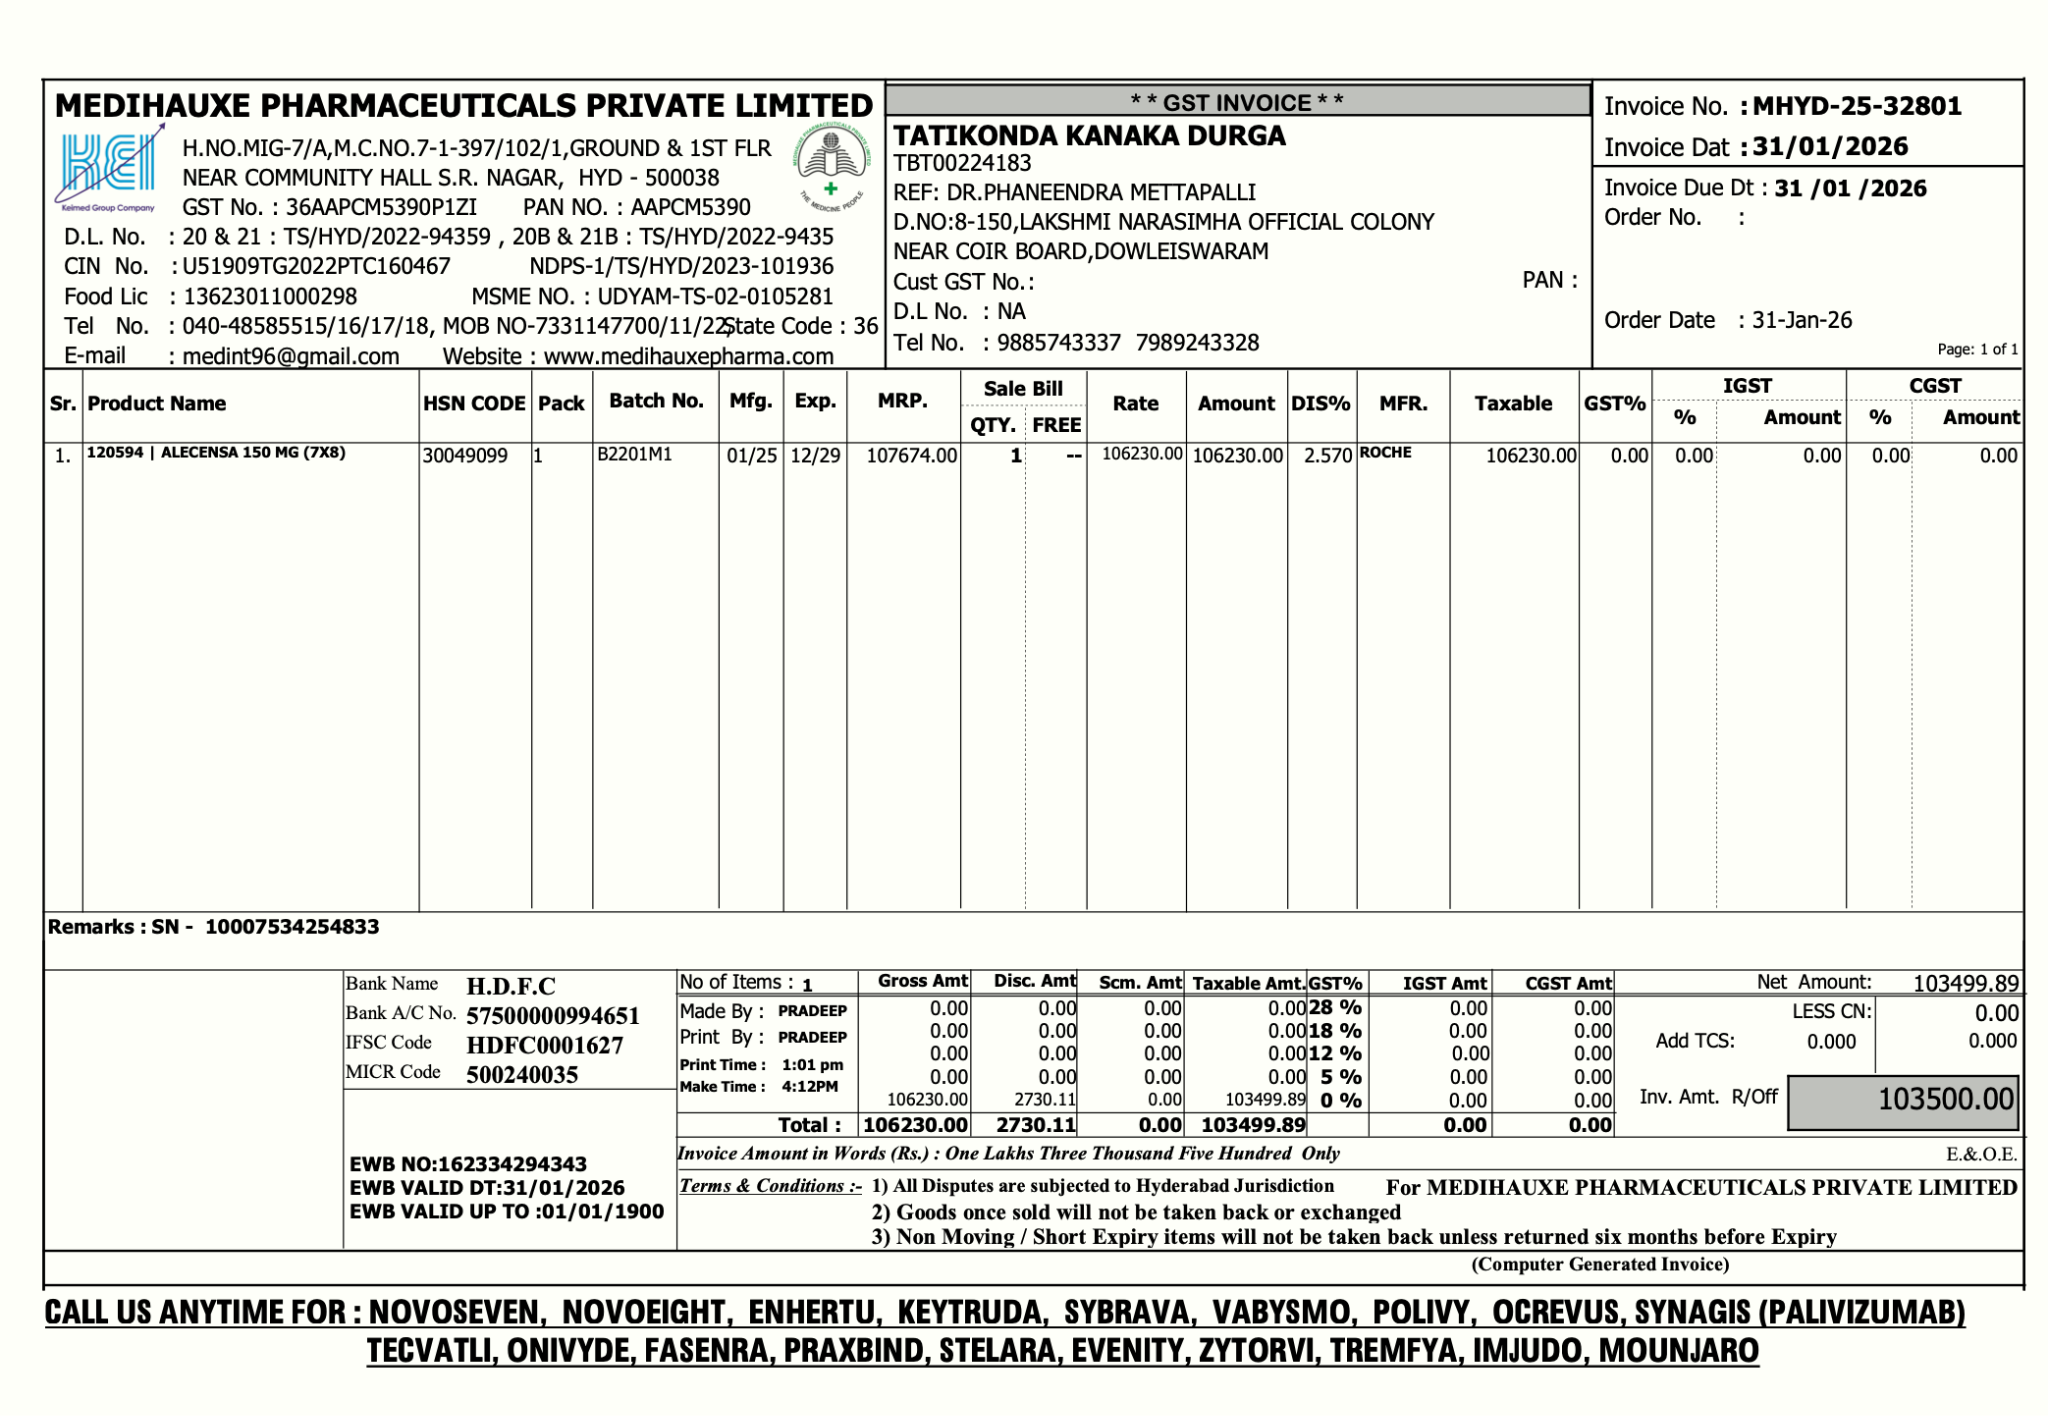 MEDIHAUXE PHARMACEUTICALS PRIVATE LIMITED
KEI
Keimed Group Company
H.NO.MIG-7/A,M.C.NO.7-1-397/102/1,GROUND & 1ST FLR
NEAR COMMUNITY HALL S.R. NAGAR, HYD - 500038
GST No. : 36AAPCM5390P1ZI PAN NO. : AAPCM5390
MEDIHAUXE PHARMACEUTICALS PRIVATE LIMITED
THE MEDICINE PEOPLE
D.L. No. : 20 & 21 : TS/HYD/2022-94359 , 20B & 21B : TS/HYD/2022-9435
CIN No. : U51909TG2022PTC160467 NDPS-1/TS/HYD/2023-101936
Food Lic : 13623011000298 MSME NO. : UDYAM-TS-02-0105281
Tel No. : 040-48585515/16/17/18, MOB NO-7331147700/11/22, State Code : 36
E-mail : medint96@gmail.com Website : www.medihauxepharma.com
* * GST INVOICE * *
TATIKONDA KANAKA DURGA
TBT00224183
REF: DR.PHANEENDRA METTAPALLI
D.NO:8-150,LAKSHMI NARASIMHA OFFICIAL COLONY
NEAR COIR BOARD,DOWLEISWARAM
Cust GST No.: PAN :
D.L No. : NA
Tel No. : 9885743337 7989243328
Invoice No. : MHYD-25-32801
Invoice Dat : 31/01/2026
Invoice Due Dt : 31 /01 /2026
Order No. :
Order Date : 31-Jan-26
Page: 1 of 1
Sr. Product Name HSN CODE Pack Batch No. Mfg. Exp. MRP. Sale Bill QTY. FREE Rate Amount DIS% MFR. Taxable GST% IGST % Amount CGST % Amount
1. 120594 | ALECENSA 150 MG (7X8) 30049099 1 B2201M1 01/25 12/29 107674.00 1 -- 106230.00 106230.00 2.570 ROCHE 106230.00 0.00 0.00 0.00 0.00 0.00
Remarks : SN - 10007534254833
Bank Name H.D.F.C
Bank A/C No. 57500000994651
IFSC Code HDFC0001627
MICR Code 500240035
EWB NO:162334294343
EWB VALID DT:31/01/2026
EWB VALID UP TO :01/01/1900
No of Items : 1 Gross Amt Disc. Amt Scm. Amt Taxable Amt. GST% IGST Amt CGST Amt
Made By : PRADEEP 0.00 0.00 0.00 0.00 28 % 0.00 0.00
Print By : PRADEEP 0.00 0.00 0.00 0.00 18 % 0.00 0.00
Print Time : 1:01 pm 0.00 0.00 0.00 0.00 12 % 0.00 0.00
Make Time : 4:12PM 0.00 0.00 0.00 0.00 5 % 0.00 0.00
106230.00 2730.11 0.00 103499.89 0 % 0.00 0.00
Total : 106230.00 2730.11 0.00 103499.89 0.00 0.00
Net Amount: 103499.89
LESS CN: 0.00
Add TCS: 0.000 0.000
Inv. Amt. R/Off 103500.00
Invoice Amount in Words (Rs.) : One Lakhs Three Thousand Five Hundred Only
E.&.O.E.
Terms & Conditions :- 1) All Disputes are subjected to Hyderabad Jurisdiction
For MEDIHAUXE PHARMACEUTICALS PRIVATE LIMITED
2) Goods once sold will not be taken back or exchanged
3) Non Moving / Short Expiry items will not be taken back unless returned six months before Expiry
(Computer Generated Invoice)
CALL US ANYTIME FOR : NOVOSEVEN, NOVOEIGHT, ENHERTU, KEYTRUDA, SYBRAVA, VABYSMO, POLIVY, OCREVUS, SYNAGIS (PALIVIZUMAB)
TECVATLI, ONIVYDE, FASENRA, PRAXBIND, STELARA, EVENITY, ZYTORVI, TREMFYA, IMJUDO, MOUNJARO